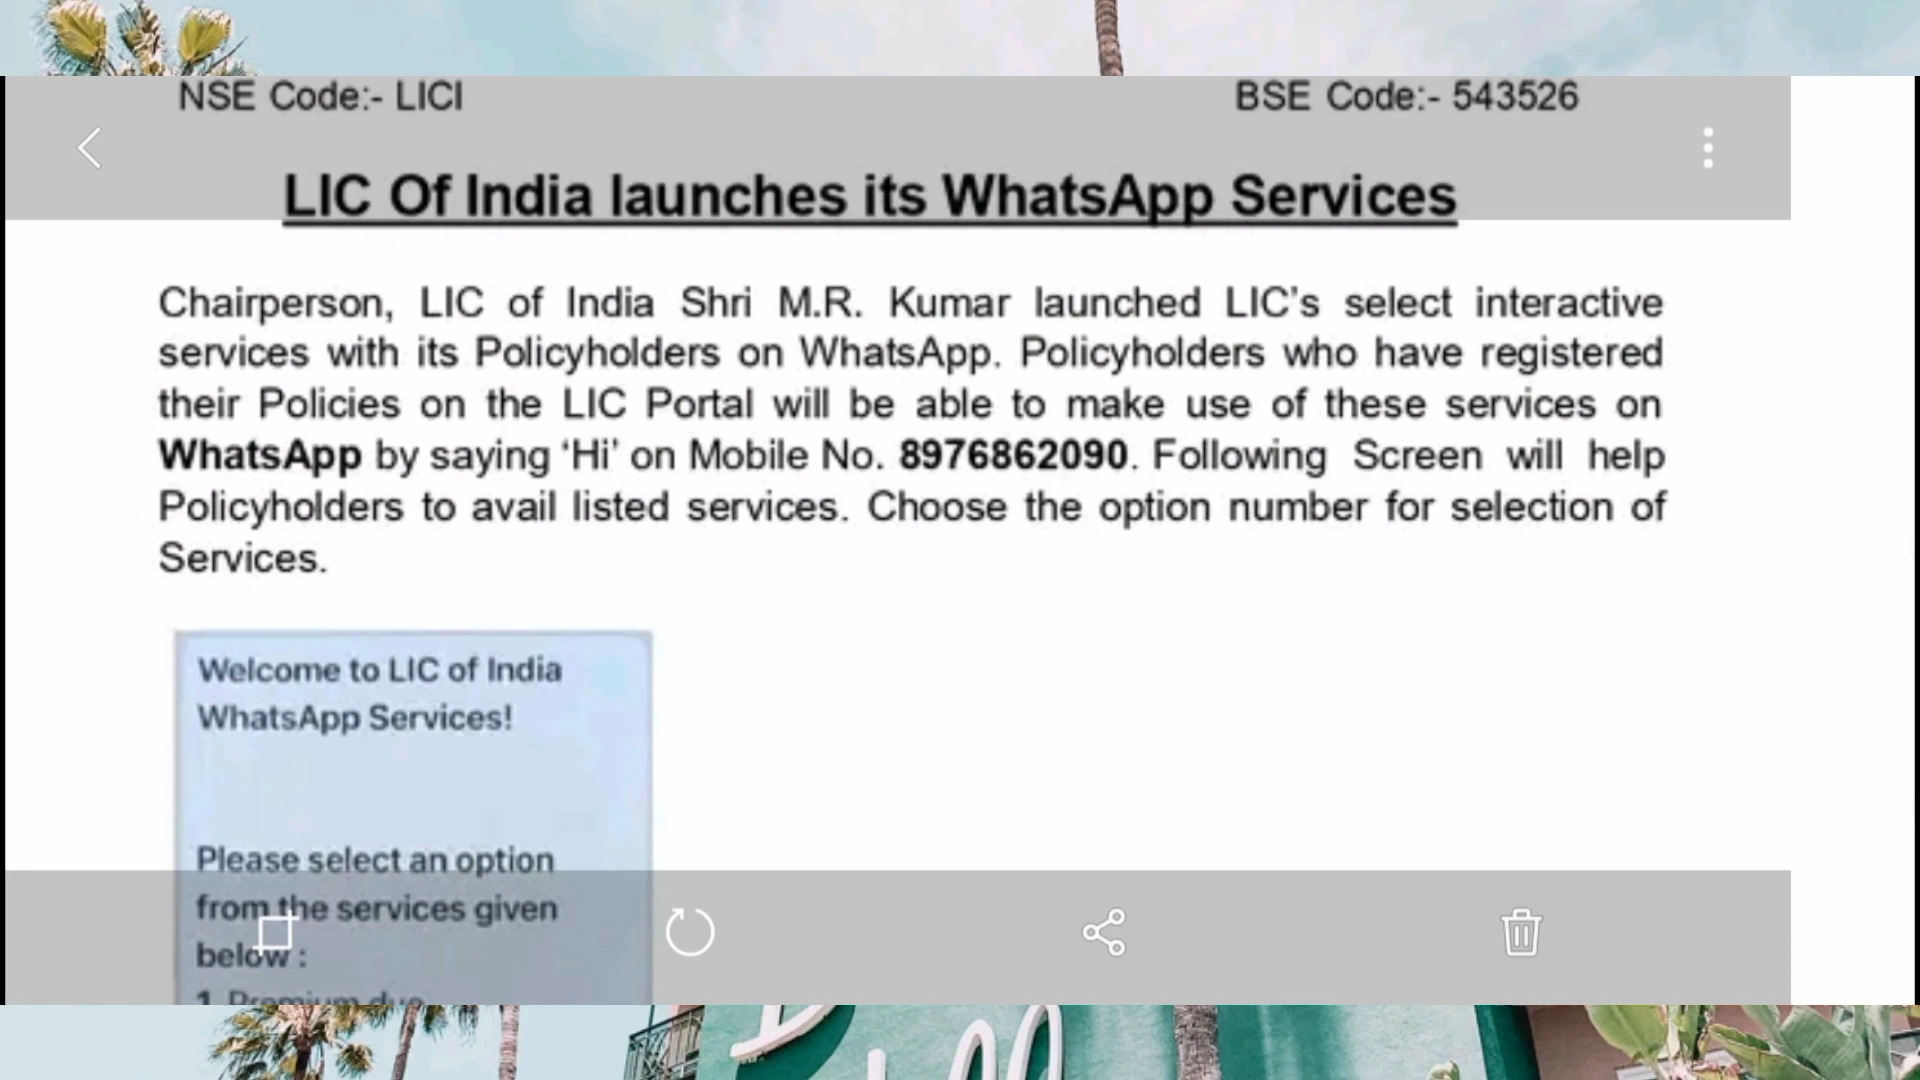 NSE Code:- LICI
BSE Code:- 543526
LIC Of India launches its WhatsApp Services
Chairperson, LIC of India Shri M.R. Kumar launched LIC's select interactive
services with its Policyholders on WhatsApp. Policyholders who have registered
their Policies on the LIC Portal will be able to make use of these services on
WhatsApp by saying 'Hi' on Mobile No. 8976862090. Following Screen will help
Policyholders to avail listed services. Choose the option number for selection of
Services.
Welcome to LIC of India
WhatsApp Services!
Please select an option
from the services given
below :
1. Premium due